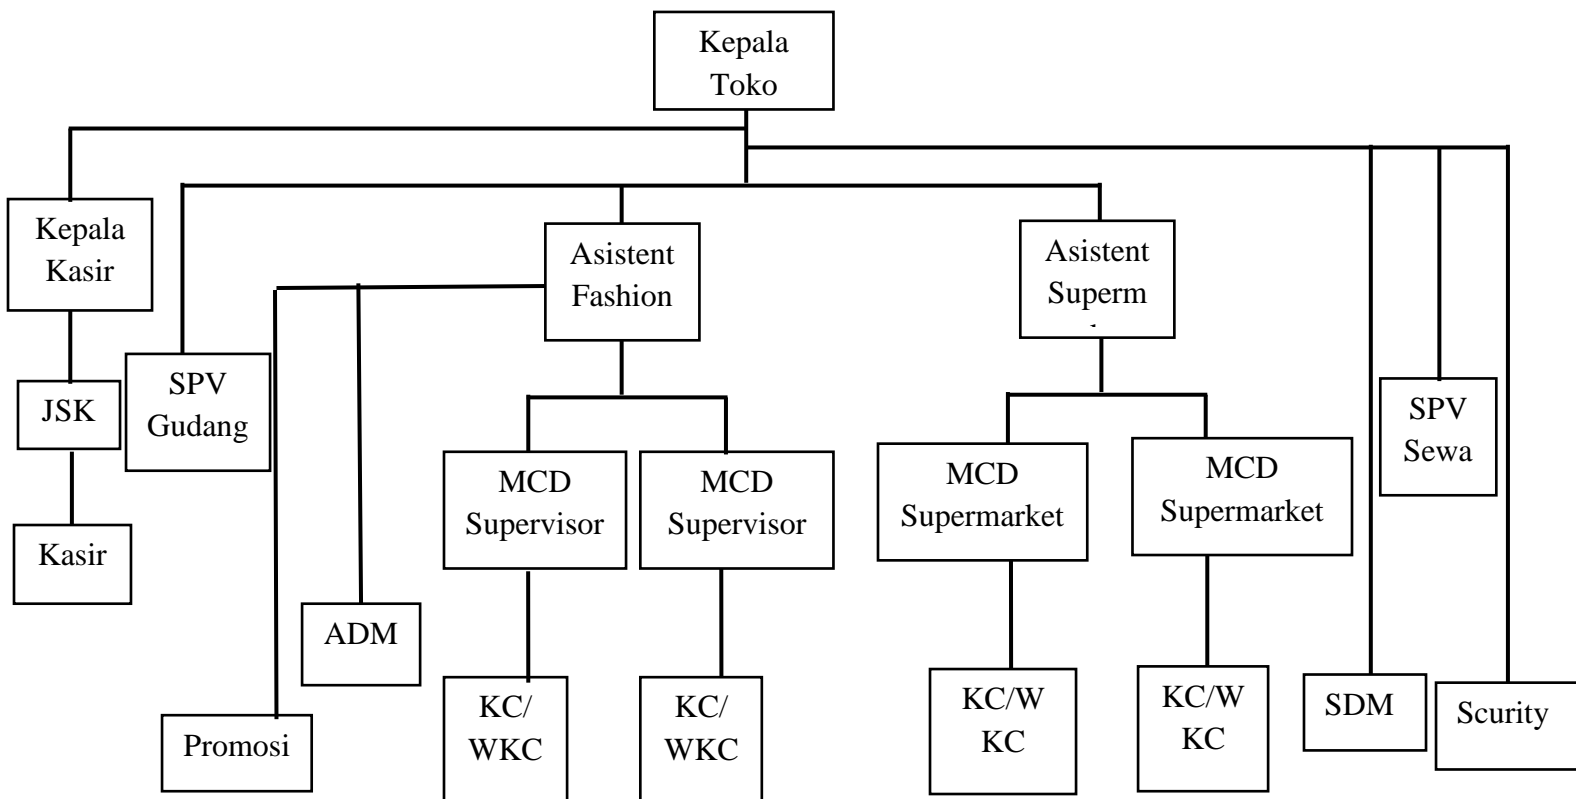 Kepala
Toko
Kepala
Kasir
Asistent
Fashion
Asistent
Superm
JSK
SPV
Gudang
SPV
Sewa
MCD
Supervisor
MCD
Supervisor
MCD
Supermarket
MCD
Supermarket
Kasir
ADM
KC/
WKC
KC/
WKC
KC/W
KC
KC/W
KC
SDM
Scurity
Promosi